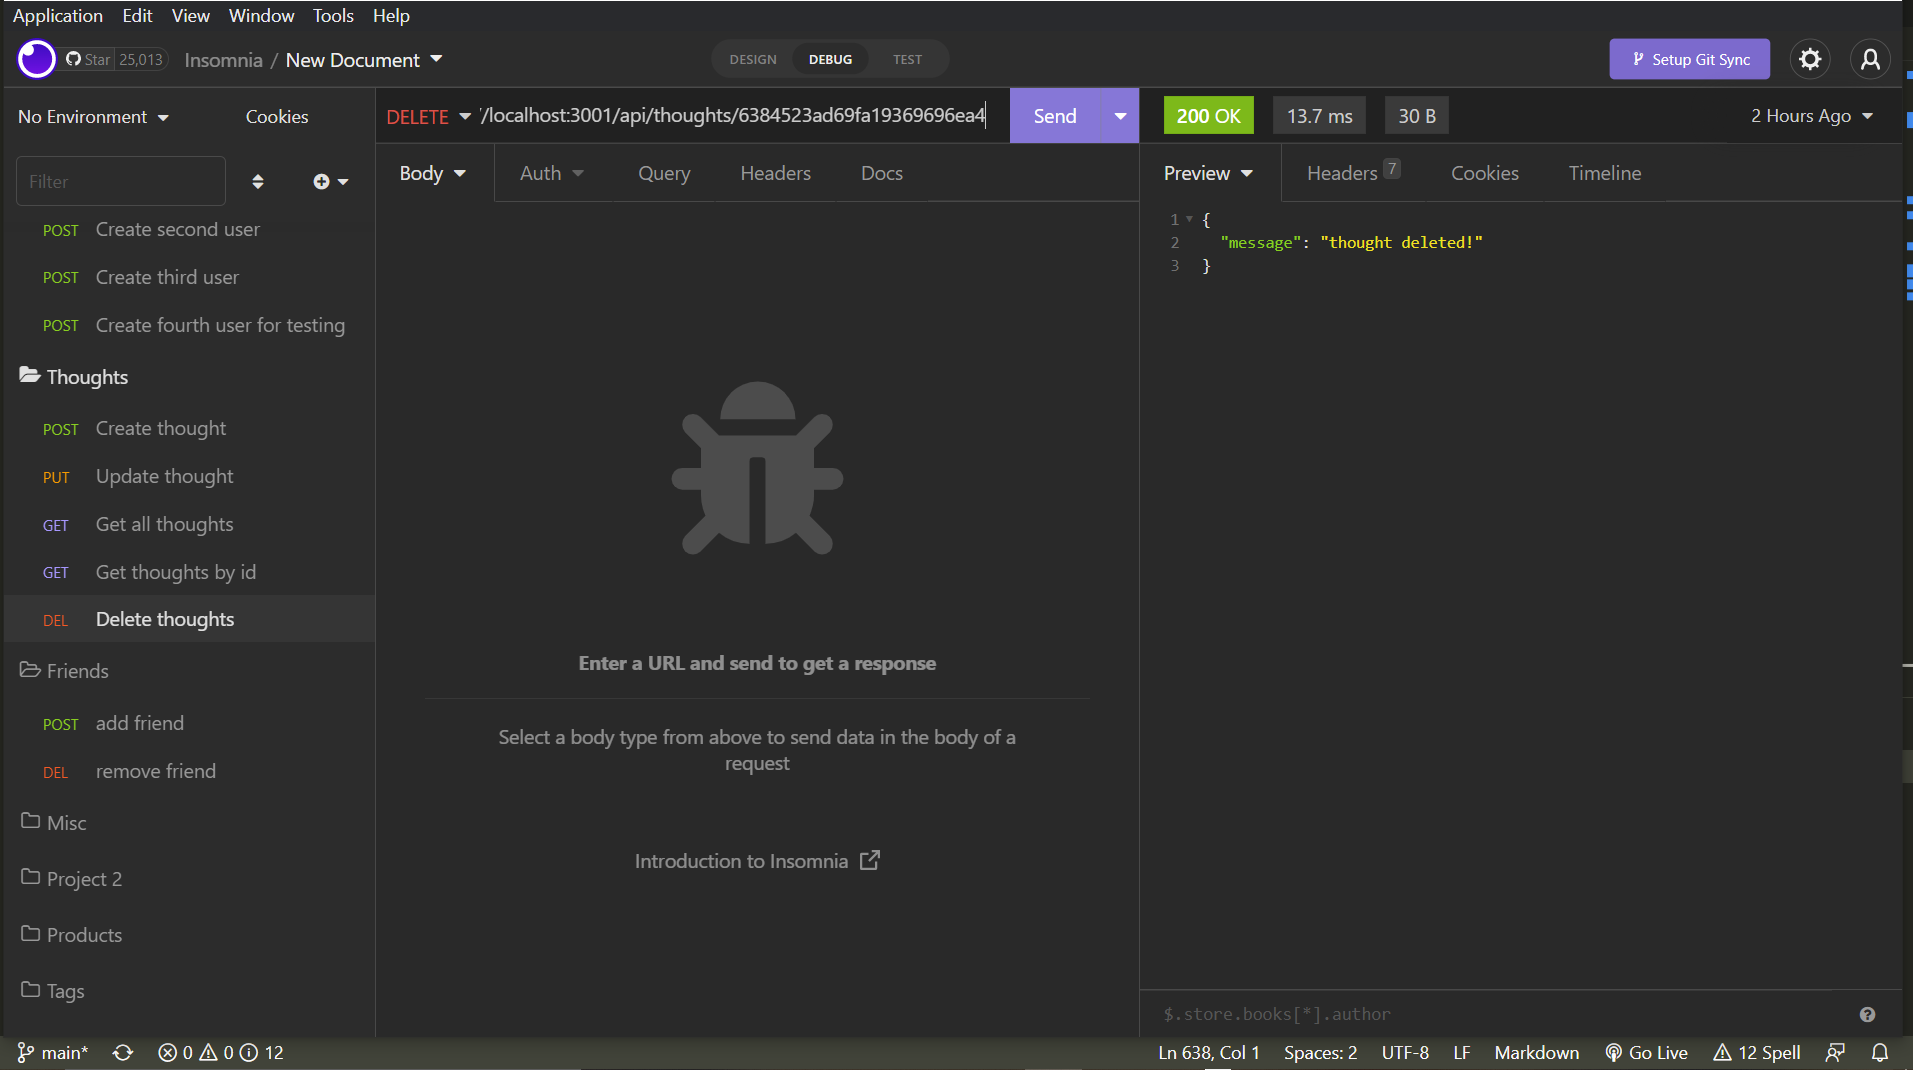 Application Edit View Window Tools Help
Star 25,013 Insomnia / New Document DESIGN DEBUG TEST Setup Git Sync
No Environment Cookies
Filter
POST Create second user
POST Create third user
POST Create fourth user for testing
Thoughts
POST Create thought
PUT Update thought
GET Get all thoughts
GET Get thoughts by id
DEL Delete thoughts
Friends
POST add friend
DEL remove friend
Misc
Project 2
Products
Tags
DELETE /localhost:3001/api/thoughts/6384523ad69fa19369696ea4 Send
Body Auth Query Headers Docs
Enter a URL and send to get a response
Select a body type from above to send data in the body of a
request
Introduction to Insomnia
200 OK 13.7 ms 30 B 2 Hours Ago
Preview Headers 7 Cookies Timeline
1 {
2 "message": "thought deleted!"
3 }
$.store.books[*].author
main* 0 0 12 Ln 638, Col 1 Spaces: 2 UTF-8 LF Markdown Go Live 12 Spell